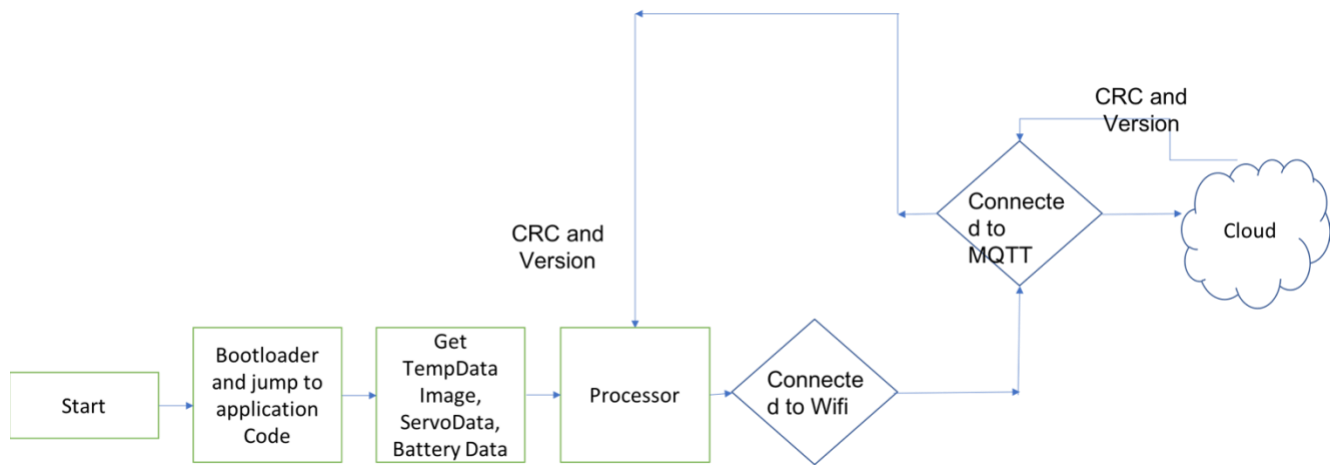 CRC and
Version
CRC and
Version
Connecte
d to
MQTT
Cloud
Start
Bootloader
and jump to
application
Code
Get
TempData
Image,
ServoData,
Battery Data
Processor
Connecte
d to Wifi